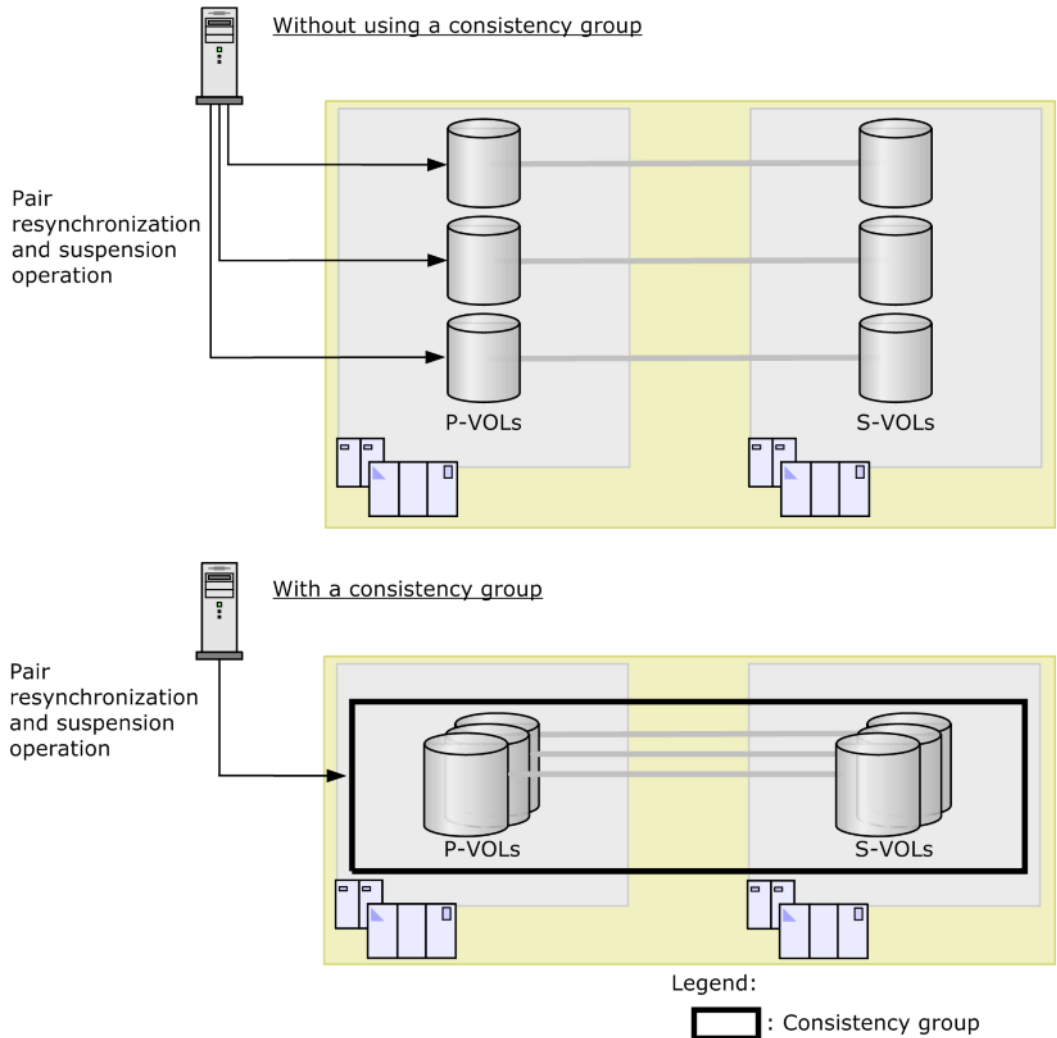 Without using a consistency group
Pair
resynchronization
and suspension
operation
P-VOLs
S-VOLs
With a consistency group
Pair
resynchronization
and suspension
operation
P-VOLs
S-VOLs
Legend:
: Consistency group